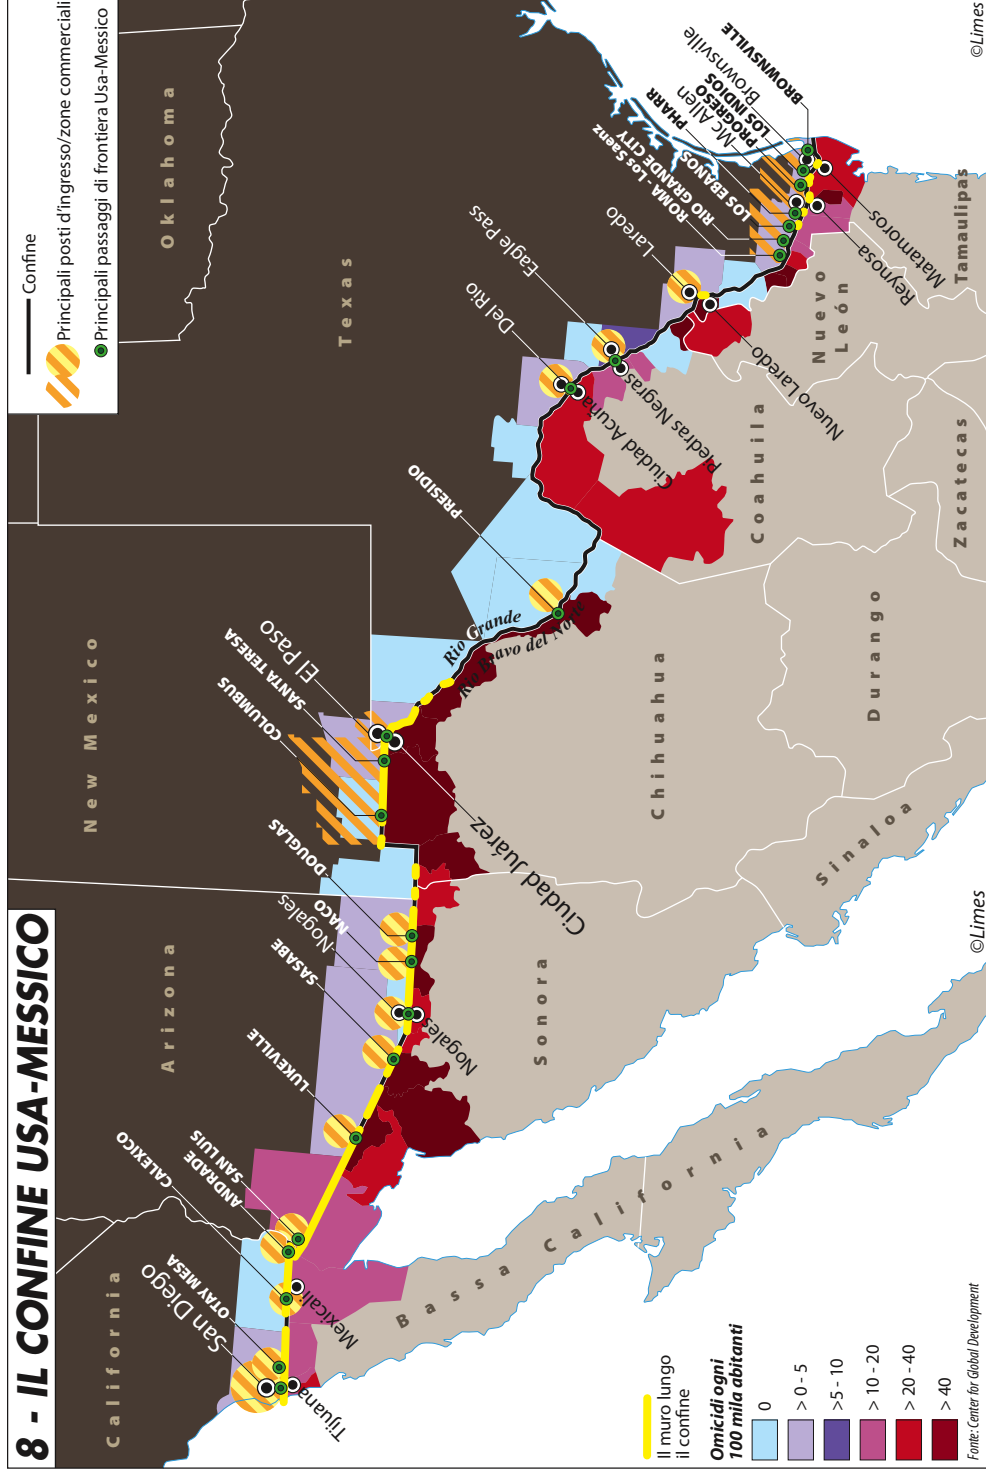 8 - IL CONFINE USA-MESSICO
Confine
Principali posti d'ingresso/zone commerciali
Principali passaggi di frontiera Usa-Messico
California
Arizona
New Mexico
Texas
Oklahoma
San Diego
OTAY MESA
CALEXICO
ANDRADE
SAN LUIS
LUKEVILLE
SASABE
Nogales
NACO
DOUGLAS
COLUMBUS
SANTA TERESA
El Paso
PRESIDIO
Del Rio
Eagle Pass
Laredo
ROMA - Los Saenz
RIO GRANDE CITY
LOS EBANOS
PHARR
Mc Allen
PROGRESO
LOS INDIOS
Brownsville
BROWNSVILLE
Rio Grande
Rio Bravo del Norte
Tijuana
Mexicali
Nogales
Ciudad Juárez
Ciudad Acuña
Piedras Negras
Nuevo Laredo
Reynosa
Matamoros
Bassa California
Sonora
Chihuahua
Sinaloa
Durango
Coahuila
Zacatecas
Nuevo
León
Tamaulipas
Il muro lungo
il confine
Omicidi ogni
100 mila abitanti
0
> 0 - 5
>5 - 10
> 10 - 20
> 20 - 40
> 40
Fonte: Center for Global Development
©Limes
©Limes